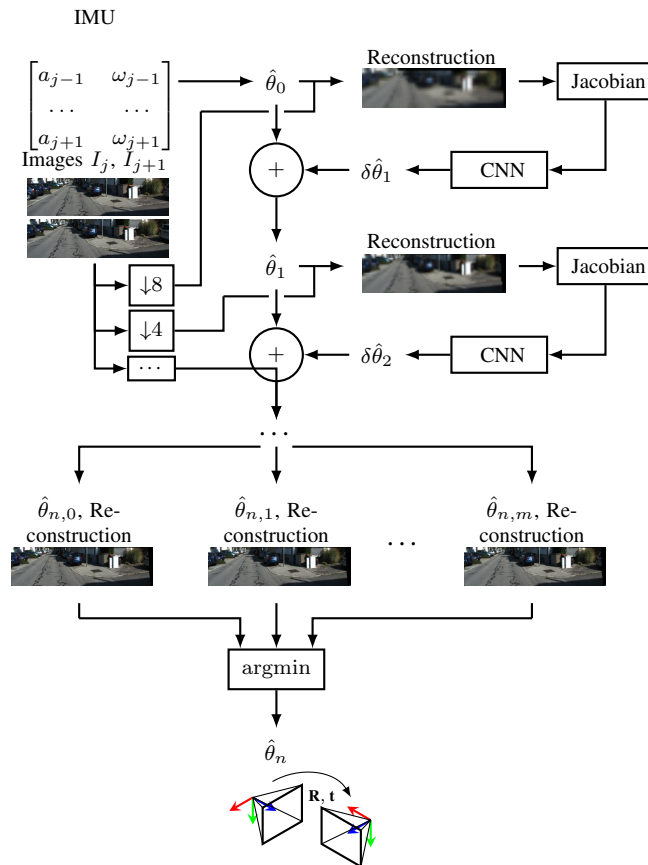 IMU
a_{j−1} ω_{j−1}
... ...
a_{j+1} ω_{j+1}
θ̂_0
Reconstruction
Jacobian
Images I_j, I_{j+1}
+
δθ̂_1
CNN
↓8
θ̂_1
Reconstruction
Jacobian
↓4
+
δθ̂_2
CNN
...
...
θ̂_{n,0}, Re-
construction
θ̂_{n,1}, Re-
construction
...
θ̂_{n,m}, Re-
construction
argmin
θ̂_n
R, t